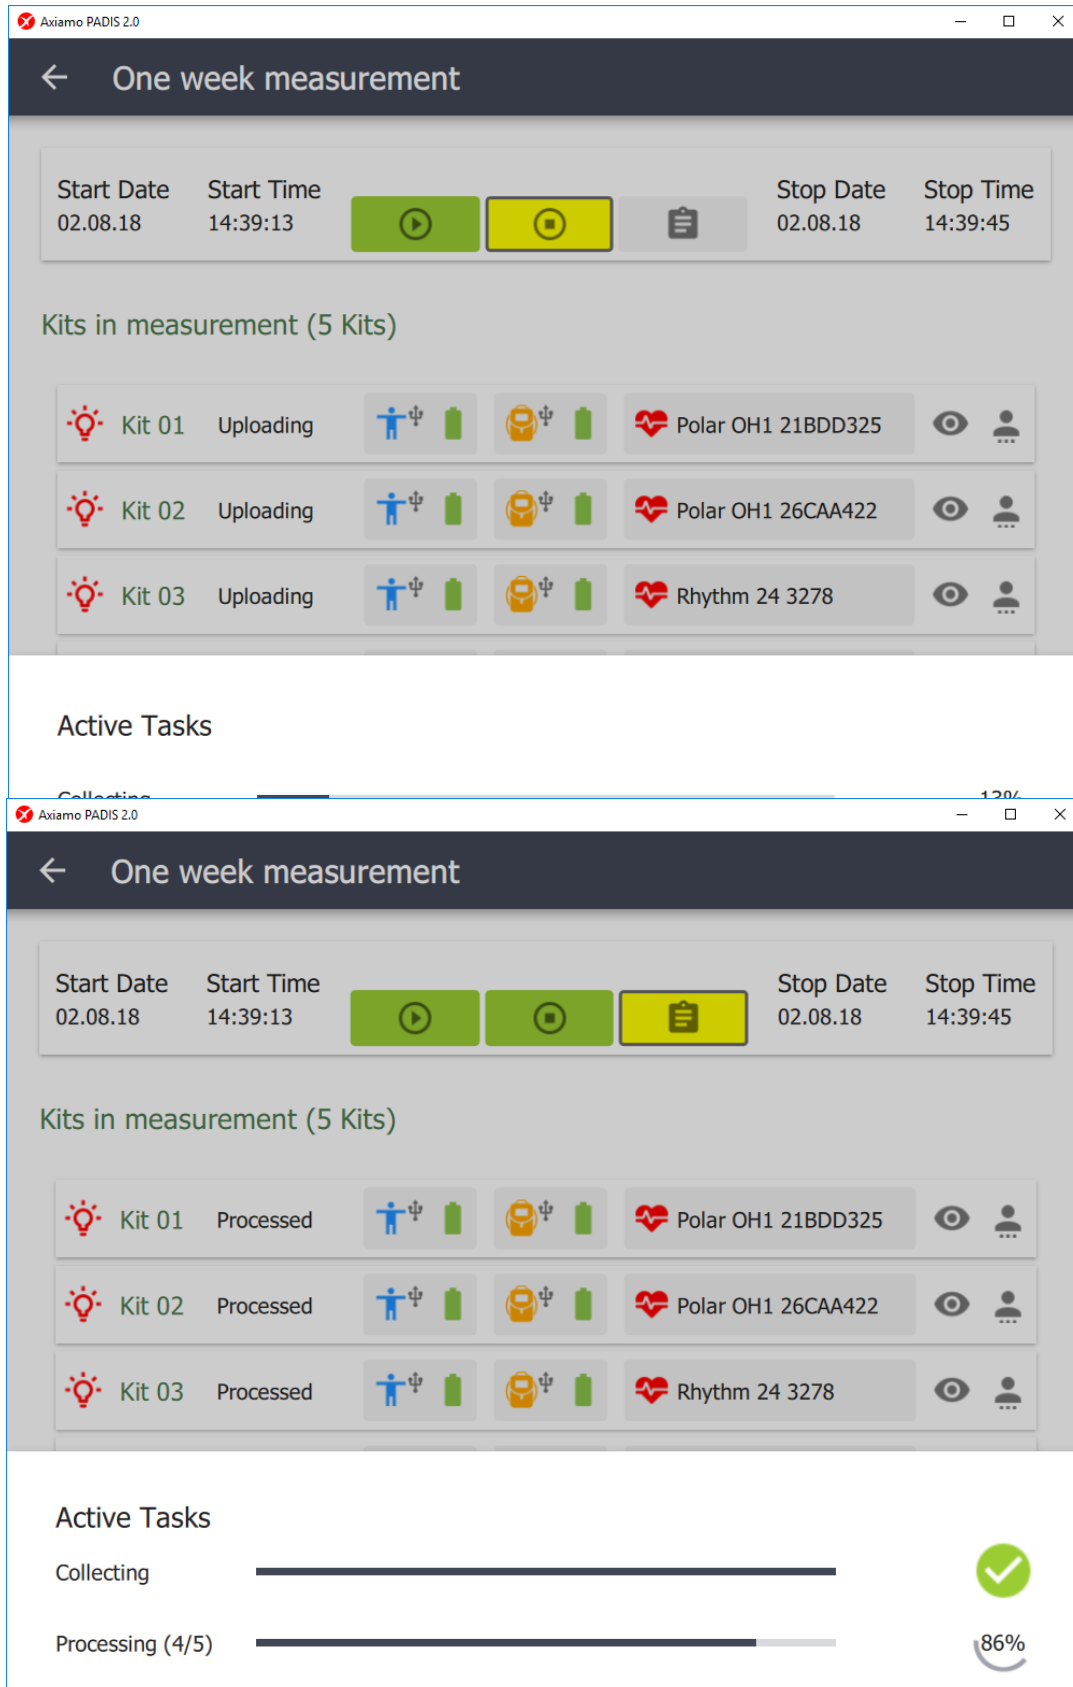 Axiamo PADIS 2.0
One week measurement
Start Date Start Time Stop Date Stop Time
02.08.18 14:39:13 02.08.18 14:39:45
Kits in measurement (5 Kits)
Kit 01 Uploading Polar OH1 21BDD325
Kit 02 Uploading Polar OH1 26CAA422
Kit 03 Uploading Rhythm 24 3278
Active Tasks
Collecting 13%
Axiamo PADIS 2.0
One week measurement
Start Date Start Time Stop Date Stop Time
02.08.18 14:39:13 02.08.18 14:39:45
Kits in measurement (5 Kits)
Kit 01 Processed Polar OH1 21BDD325
Kit 02 Processed Polar OH1 26CAA422
Kit 03 Processed Rhythm 24 3278
Active Tasks
Collecting
Processing (4/5) 86%